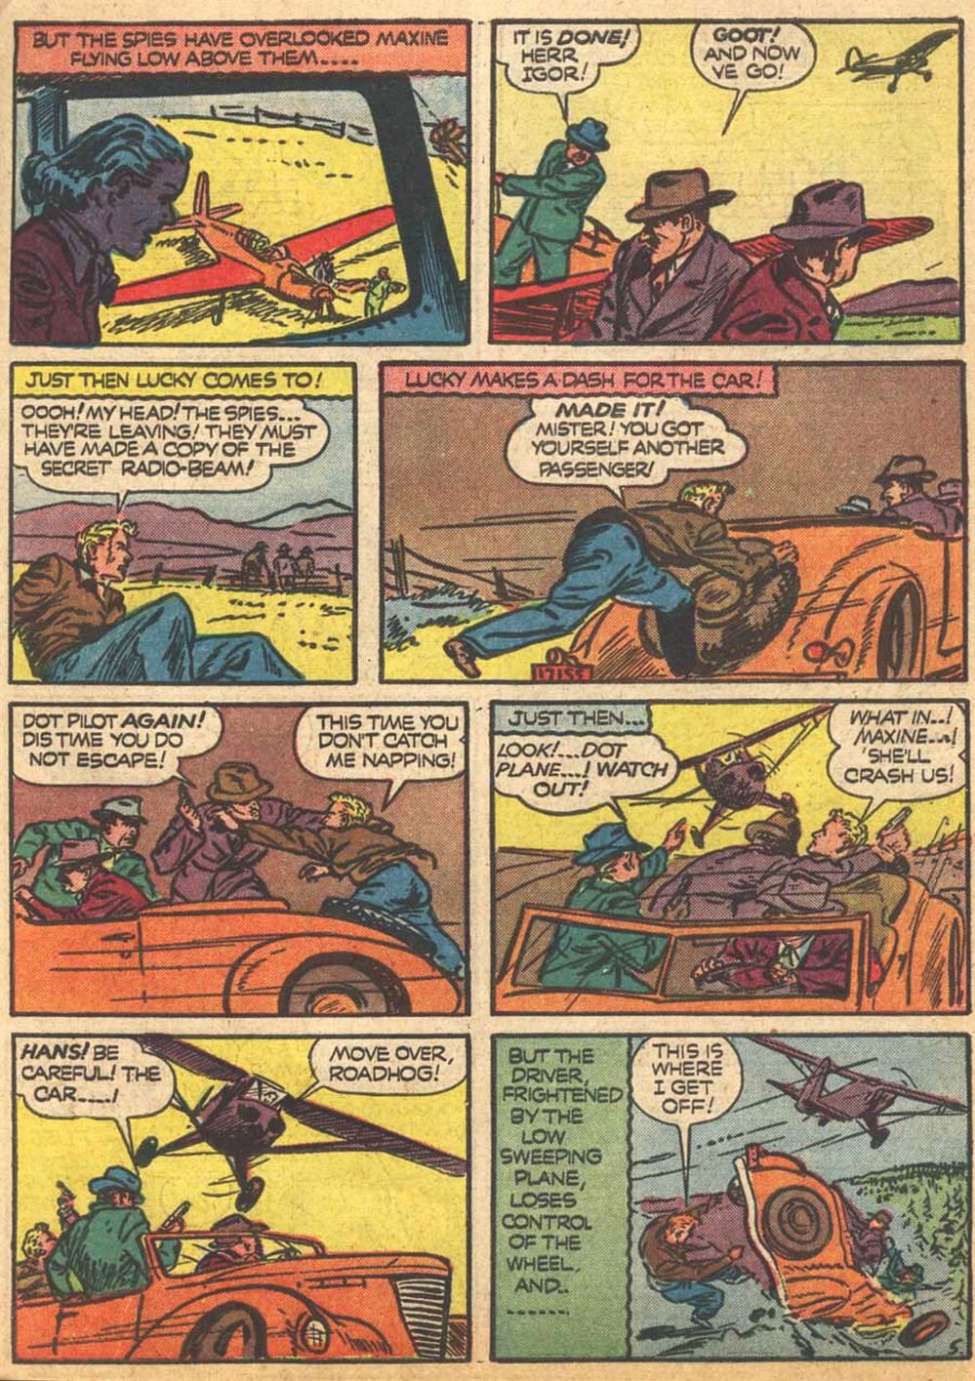 BUT THE SPIES HAVE OVERLOOKED MAXINE
FLYING LOW ABOVE THEM....
IT IS DONE!
HERR
IGOR!
GOOT!
AND NOW
VE GO!
JUST THEN LUCKY COMES TO!
OOOH! MY HEAD! THE SPIES...
THEY'RE LEAVING! THEY MUST
HAVE MADE A COPY OF THE
SECRET RADIO-BEAM!
LUCKY MAKES A DASH FOR THE CAR!
MADE IT!
MISTER! YOU GOT
YOURSELF ANOTHER
PASSENGER!
17155
DOT PILOT AGAIN!
DIS TIME YOU DO
NOT ESCAPE!
THIS TIME YOU
DON'T CATCH
ME NAPPING!
JUST THEN...
LOOK!...DOT
PLANE...! WATCH
OUT!
WHAT IN..!
MAXINE...!
'SHE'LL
CRASH US!
HANS! BE
CAREFUL! THE
CAR....!
MOVE OVER,
ROADHOG!
BUT THE
DRIVER,
FRIGHTENED
BY THE
LOW
SWEEPING
PLANE,
LOSES
CONTROL
OF THE
WHEEL,
AND..
.......
THIS IS
WHERE
I GET
OFF!
5.